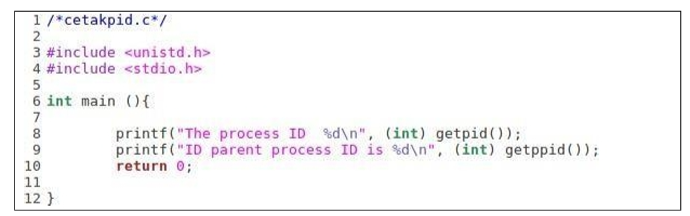 1 /*cetakpid.c*/
2
3 #include <unistd.h>
4 #include <stdio.h>
5
6 int main (){
7
8 printf("The process ID  %d\n", (int) getpid());
9 printf("ID parent process ID is %d\n", (int) getppid());
10 return 0;
11
12 }